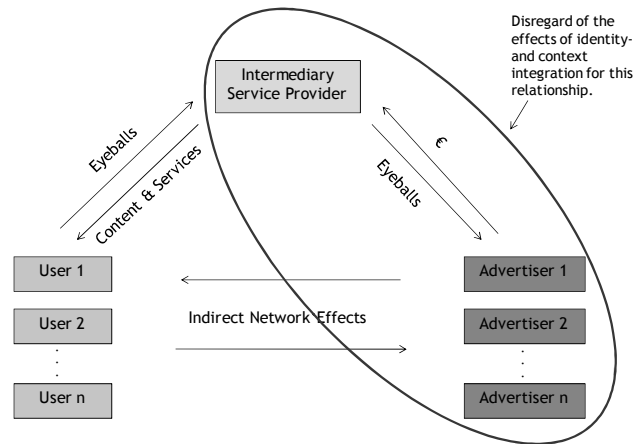 Disregard of the
effects of identity-
and context
integration for this
relationship.
Intermediary
Service Provider
Eyeballs
Content & Services
€
Eyeballs
User 1
Advertiser 1
User 2
Indirect Network Effects
Advertiser 2
User n
Advertiser n